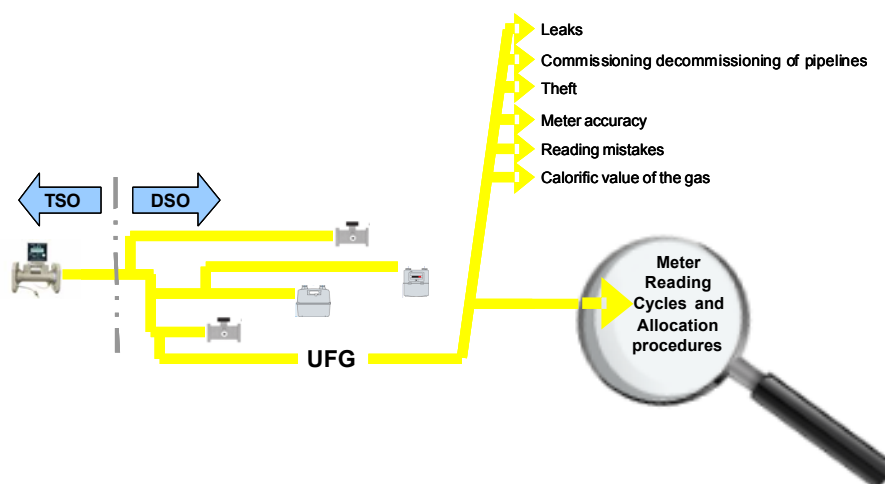 Leaks
Commissioning decommissioning of pipelines
Theft
Meter accuracy
Reading mistakes
Calorific value of the gas
TSO
DSO
Meter
Reading
Cycles and
Allocation
procedures
UFG